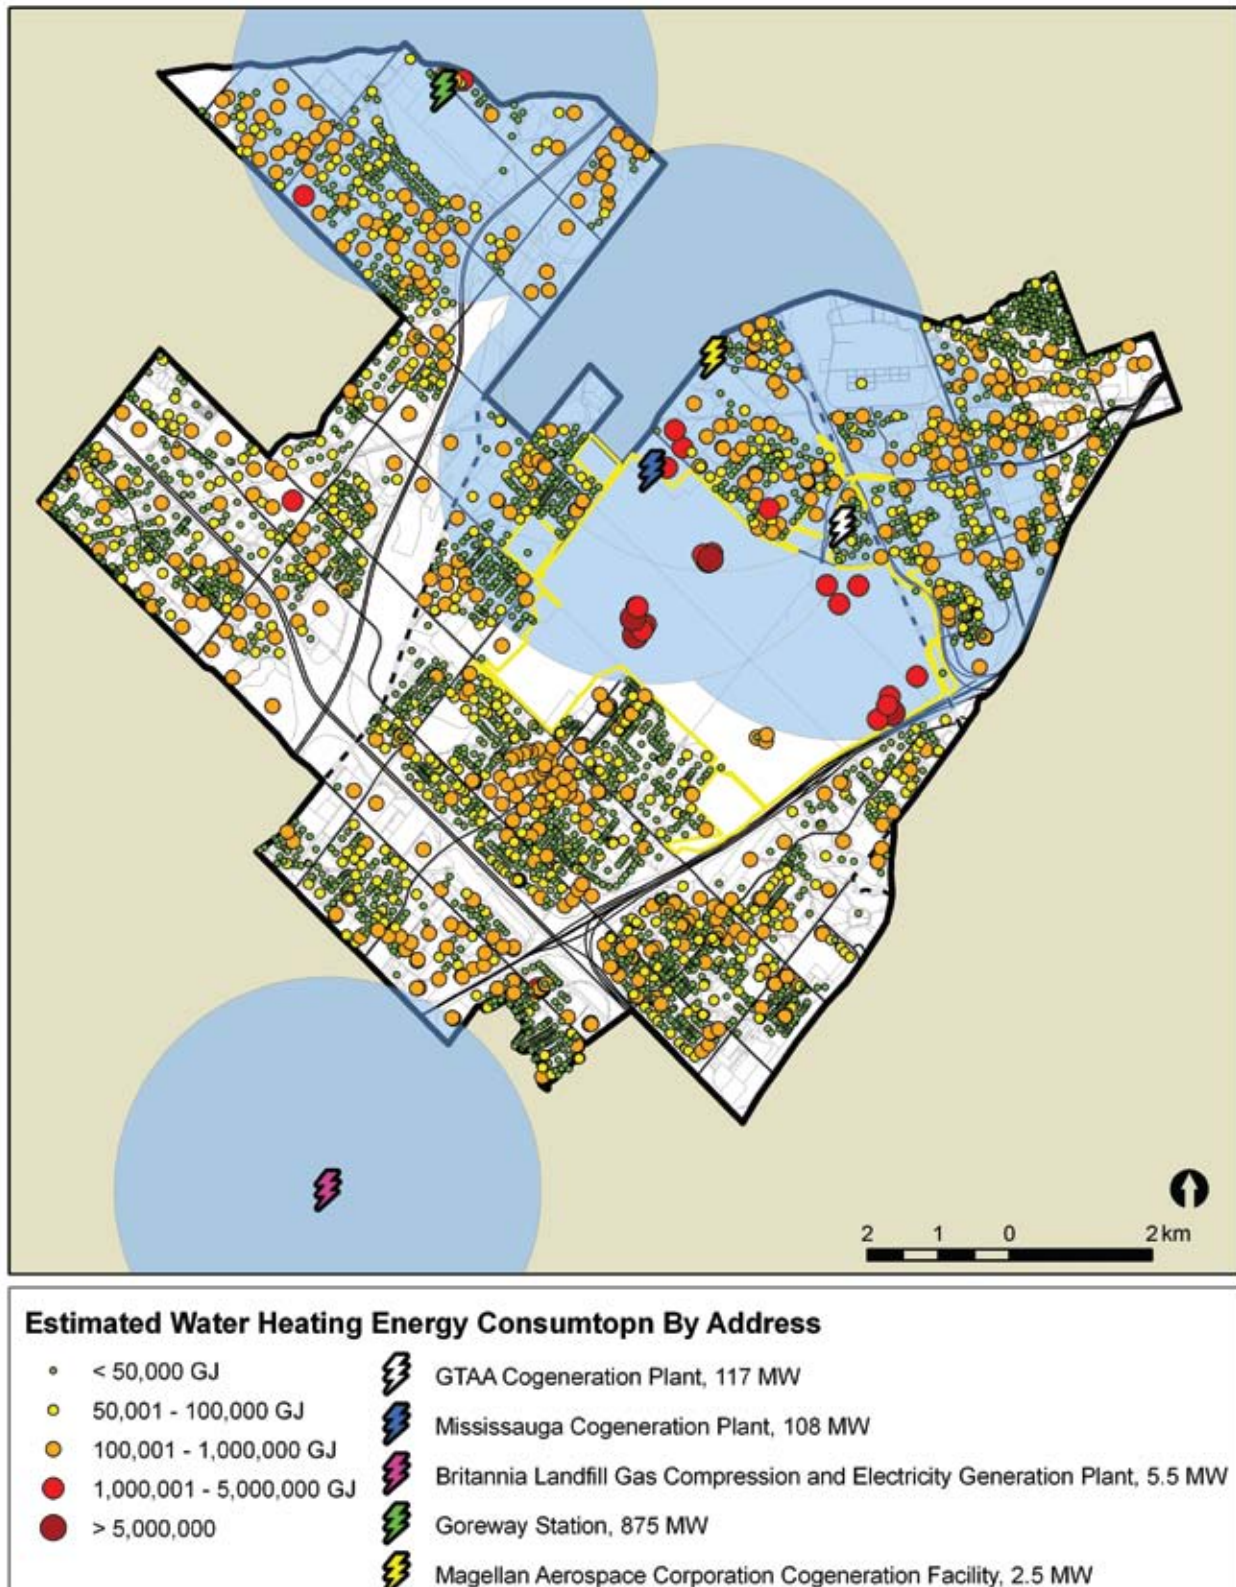 2 1 0 2 km
Estimated Water Heating Energy Consumtopn By Address
< 50,000 GJ
50,001 - 100,000 GJ
100,001 - 1,000,000 GJ
1,000,001 - 5,000,000 GJ
> 5,000,000
GTAA Cogeneration Plant, 117 MW
Mississauga Cogeneration Plant, 108 MW
Britannia Landfill Gas Compression and Electricity Generation Plant, 5.5 MW
Goreway Station, 875 MW
Magellan Aerospace Corporation Cogeneration Facility, 2.5 MW